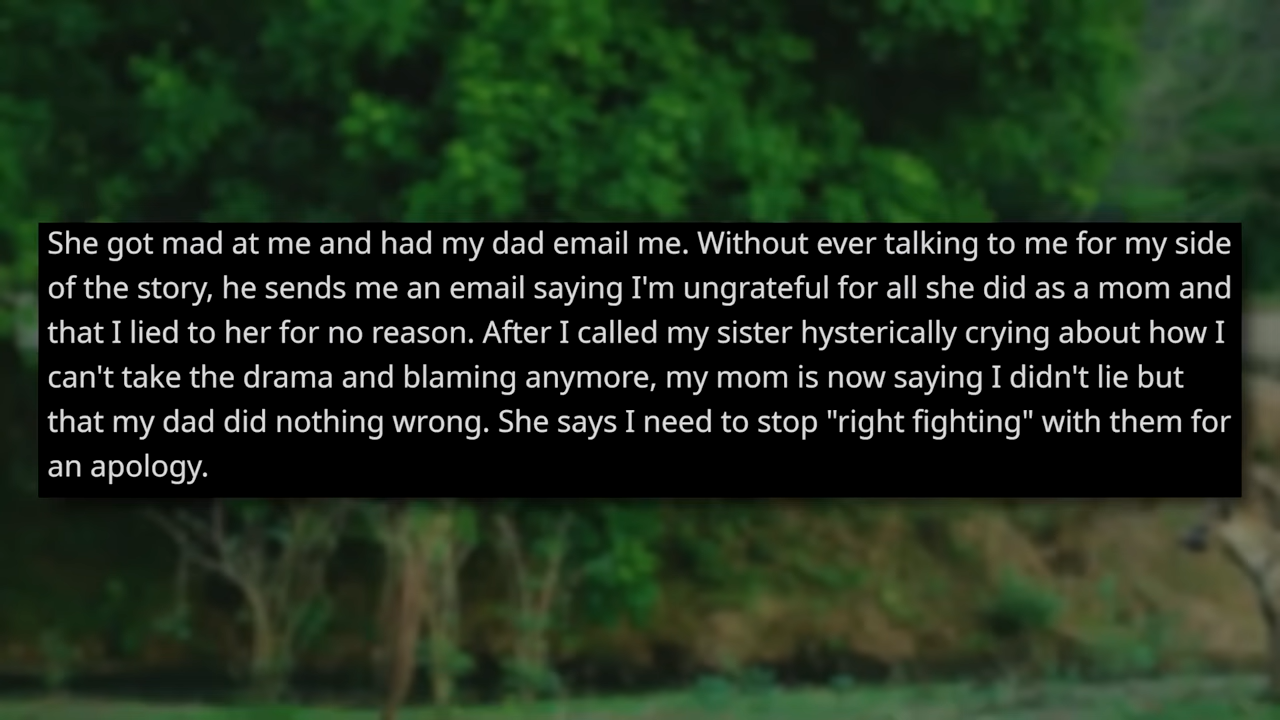 She got mad at me and had my dad email me. Without ever talking to me for my side
of the story, he sends me an email saying I'm ungrateful for all she did as a mom and
that I lied to her for no reason. After I called my sister hysterically crying about how I
can't take the drama and blaming anymore, my mom is now saying I didn't lie but
that my dad did nothing wrong. She says I need to stop "right fighting" with them for
an apology.